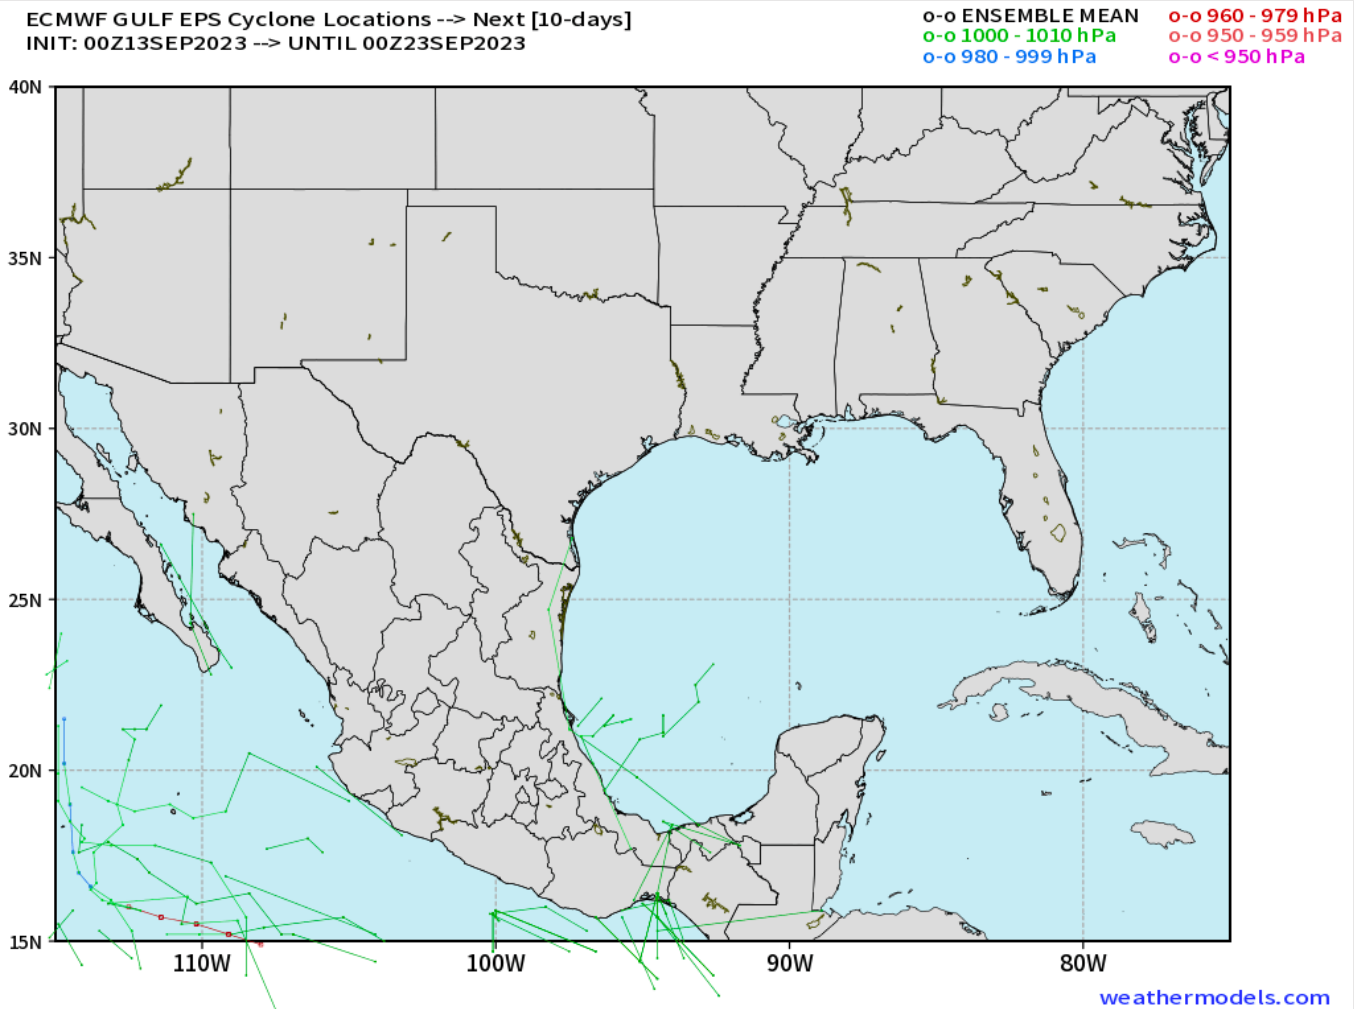 ECMWF GULF EPS Cyclone Locations --> Next [10-days]
INIT: 00Z13SEP2023 --> UNTIL 00Z23SEP2023
o-o ENSEMBLE MEAN
o-o 1000 - 1010 hPa
o-o 980 - 999 hPa
o-o 960 - 979 hPa
o-o 950 - 959 hPa
o-o < 950 hPa
40N
35N
30N
25N
20N
15N
110W
100W
90W
80W
weathermodels.com